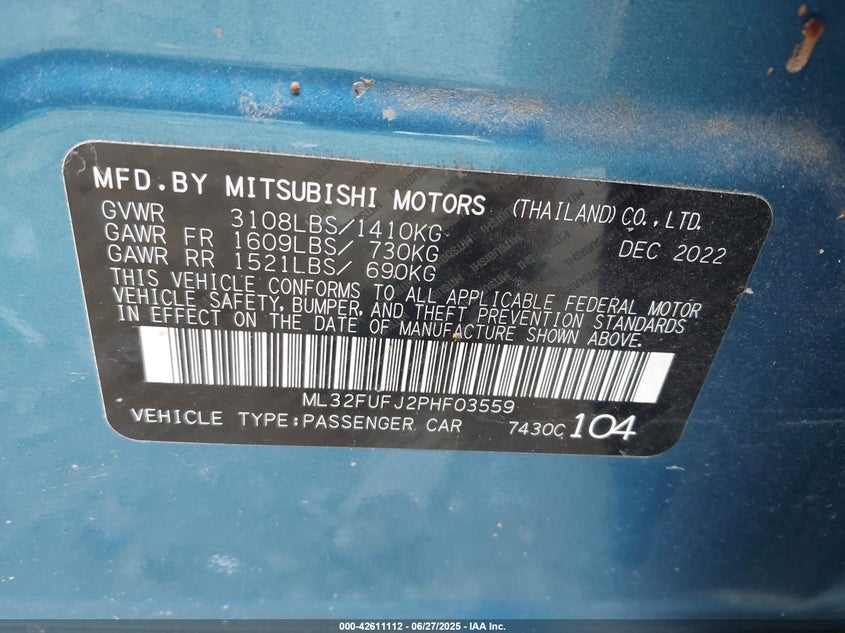 MFD.BY MITSUBISHI MOTORS (THAILAND)CO.,LTD.
GVWR 3108LBS/1410KG DEC 2022
GAWR FR 1609LBS/ 730KG
GAWR RR 1521LBS/ 690KG
THIS VEHICLE CONFORMS TO ALL APPLICABLE FEDERAL MOTOR
VEHICLE SAFETY, BUMPER, AND THEFT PREVENTION STANDARDS
IN EFFECT ON THE DATE OF MANUFACTURE SHOWN ABOVE.
ML32FUFJ2PHF03559
VEHICLE TYPE:PASSENGER CAR 7430C 104
000-42611112 | 06/27/2025 - IAA Inc.